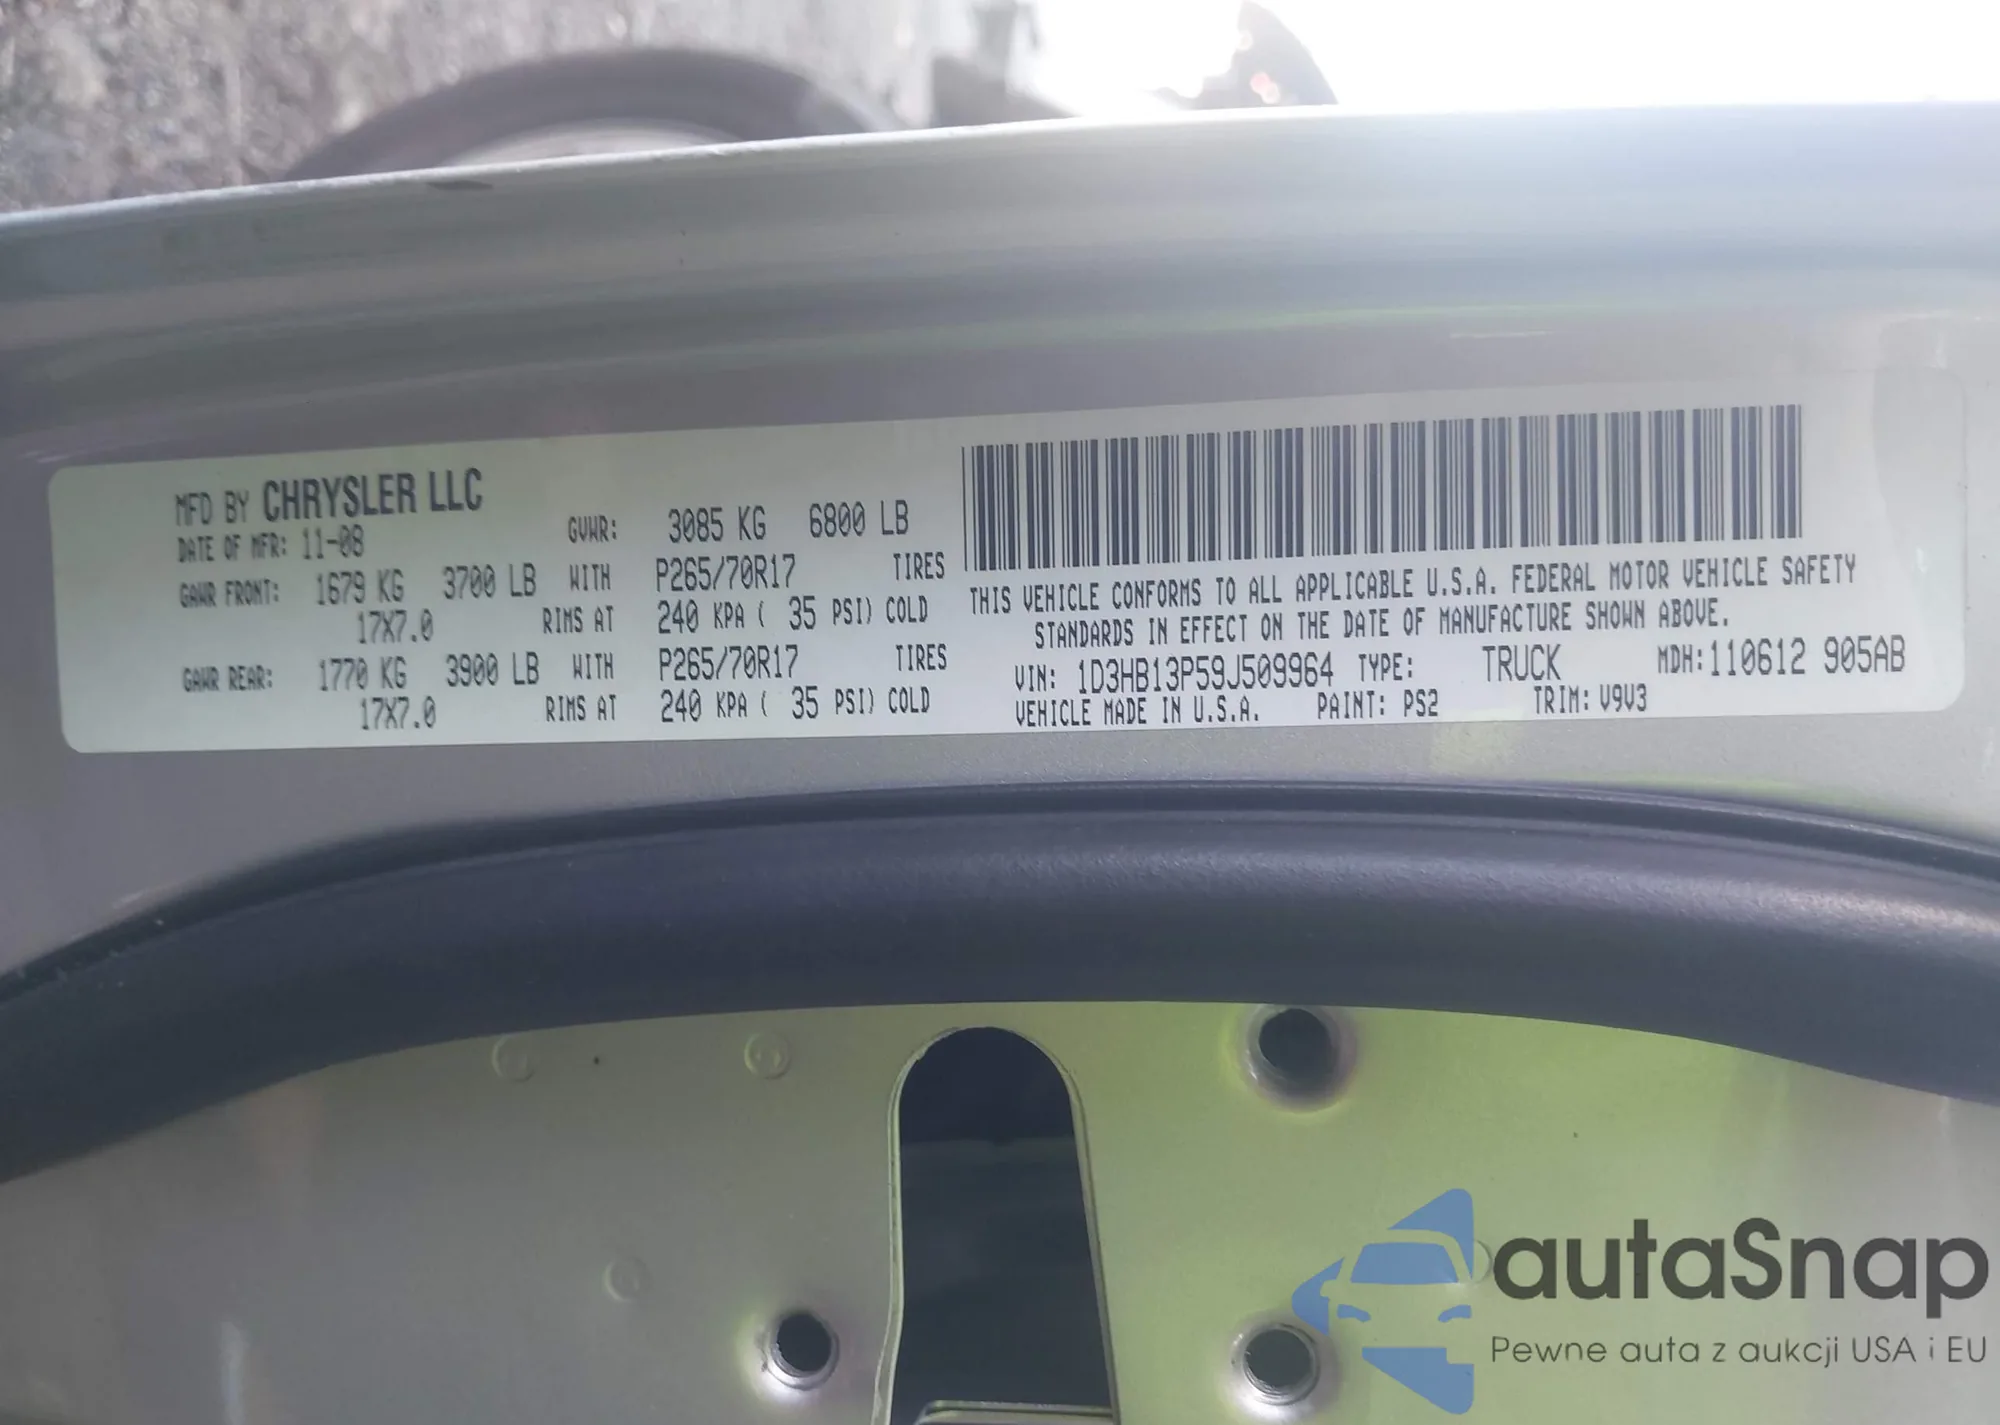 MFD BY CHRYSLER LLC
DATE OF MFR: 11-08 GVWR: 3085 KG 6800 LB
GAWR FRONT: 1679 KG 3700 LB WITH P265/70R17 TIRES
17X7.0 RIMS AT 240 KPA ( 35 PSI) COLD
GAWR REAR: 1770 KG 3900 LB WITH P265/70R17 TIRES
17X7.0 RIMS AT 240 KPA ( 35 PSI) COLD
THIS VEHICLE CONFORMS TO ALL APPLICABLE U.S.A. FEDERAL MOTOR VEHICLE SAFETY
STANDARDS IN EFFECT ON THE DATE OF MANUFACTURE SHOWN ABOVE.
VIN: 1D3HB13P59J509964 TYPE: TRUCK MDH: 110612 905AB
VEHICLE MADE IN U.S.A. PAINT: PS2 TRIM: V9V3
autaSnap
Pewne auta z aukcji USA i EU